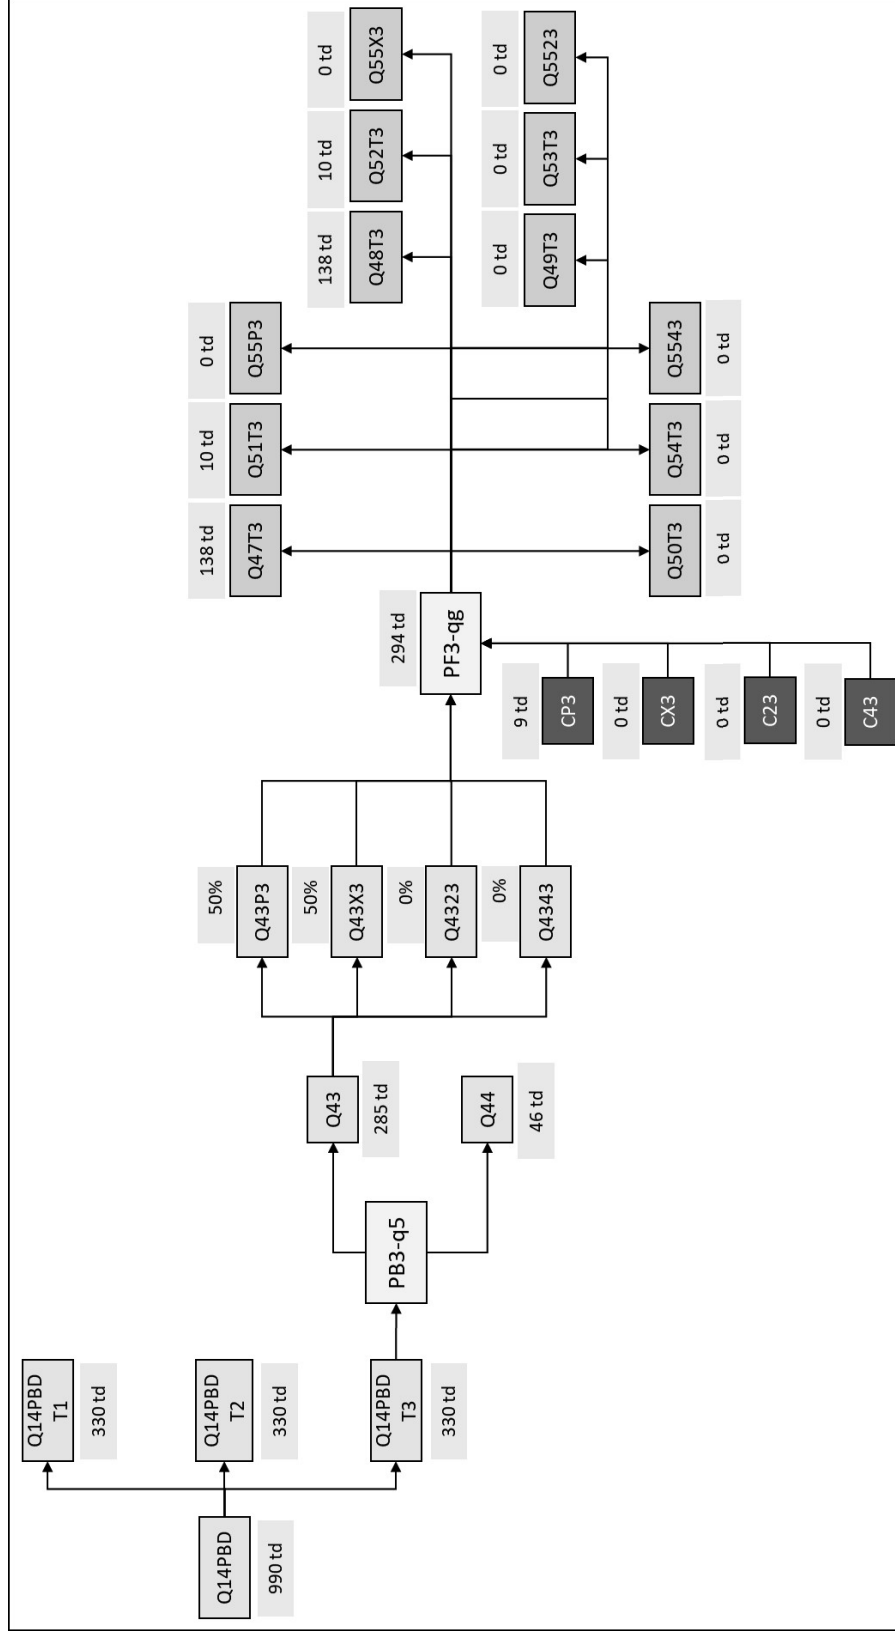 Q14PBD
990 td
Q14PBD
T1
330 td
Q14PBD
T2
330 td
Q14PBD
T3
330 td
PB3-q5
Q43
285 td
Q44
46 td
50%
Q43P3
50%
Q43X3
0%
Q4323
0%
Q4343
294 td
PF3-qg
9 td
CP3
0 td
CX3
0 td
C23
0 td
C43
138 td
Q47T3
10 td
Q51T3
0 td
Q55P3
138 td
Q48T3
10 td
Q52T3
0 td
Q55X3
0 td
Q49T3
0 td
Q53T3
0 td
Q5523
Q50T3
0 td
Q54T3
0 td
Q5543
0 td